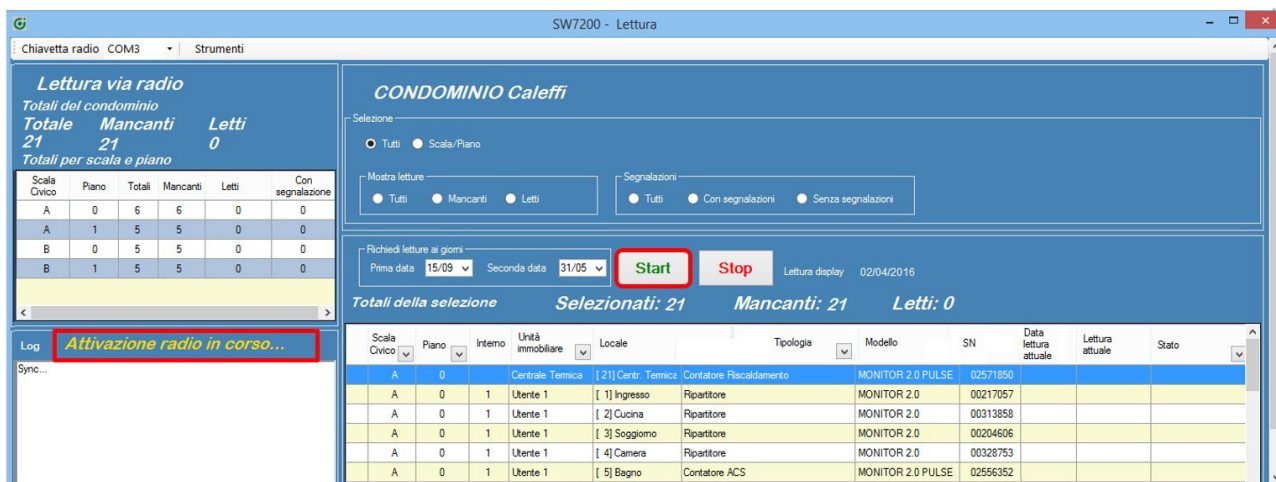 SW7200 - Lettura
Chiavetta radio COM3 Strumenti
Lettura via radio
Totali del condominio
Totale Mancanti Letti
21 21 0
Totali per scala e piano
Scala Civico Piano Totali Mancanti Letti Con segnalazione
A 0 6 6 0 0
A 1 5 5 0 0
B 0 5 5 0 0
B 1 5 5 0 0
Log Attivazione radio in corso...
Sync...
CONDOMINIO Caleffi
Selezione
Tutti Scala/Piano
Mostra letture
Tutti Mancanti Letti
Segnalazioni
Tutti Con segnalazioni Senza segnalazioni
Richiedi letture ai giorni
Prima data 15/09 Seconda data 31/05 Start Stop Lettura display 02/04/2016
Totali della selezione Selezionati: 21 Mancanti: 21 Letti: 0
Scala Civico Piano Interno Unità immobiliare Locale Tipologia Modello SN Data lettura attuale Lettura attuale Stato
A 0 Centrale Termica [ 21] Centr. Termica Contatore Riscaldamento MONITOR 2.0 PULSE 02571850
A 0 1 Utente 1 [ 1] Ingresso Ripartitore MONITOR 2.0 00217057
A 0 1 Utente 1 [ 2] Cucina Ripartitore MONITOR 2.0 00313858
A 0 1 Utente 1 [ 3] Soggiorno Ripartitore MONITOR 2.0 00204606
A 0 1 Utente 1 [ 4] Camera Ripartitore MONITOR 2.0 00328753
A 0 1 Utente 1 [ 5] Bagno Contatore ACS MONITOR 2.0 PULSE 02556352